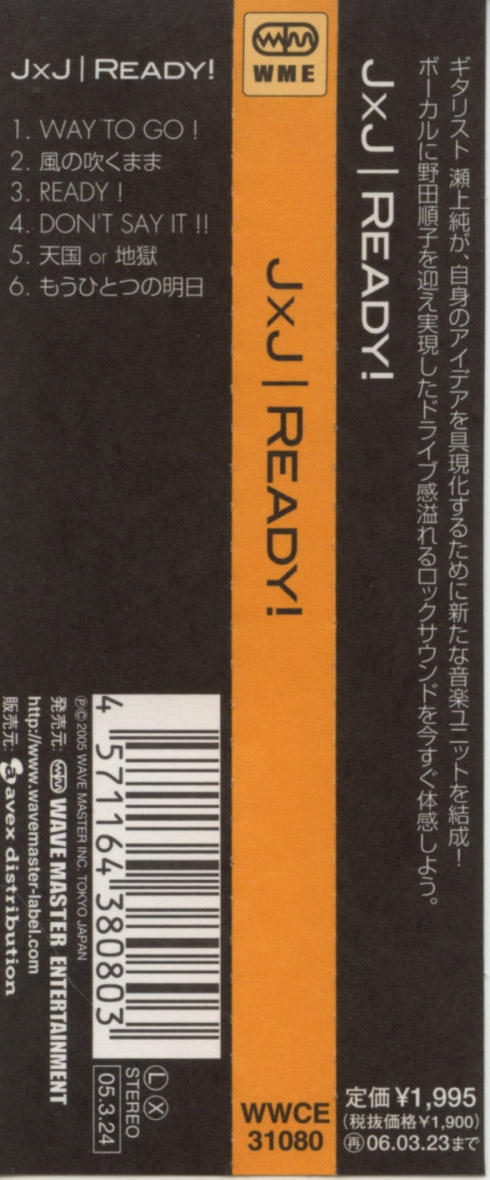 JxJ | READY!
1. WAY TO GO !
2. 風の吹くまま
3. READY !
4. DON'T SAY IT !!
5. 天国 or 地獄
6. もうひとつの明日
4 571164 380803
Ⓛ Ⓧ
STEREO
05.3.24
ⓅⒸ2005 WAVE MASTER INC. TOKYO JAPAN
発売元: WAVE MASTER ENTERTAINMENT
http://www.wavemaster-label.com
販売元: avex distribution
WME
JxJ | READY!
WWCE
31080
ギタリスト 瀬上純が、自身のアイデアを具現化するために新たな音楽ユニットを結成！
ボーカルに野田順子を迎え実現したドライブ感溢れるロックサウンドを今すぐ体感しよう。
JxJ | READY!
定価 ¥1,995
(税抜価格¥1,900)
㊞06.03.23まで